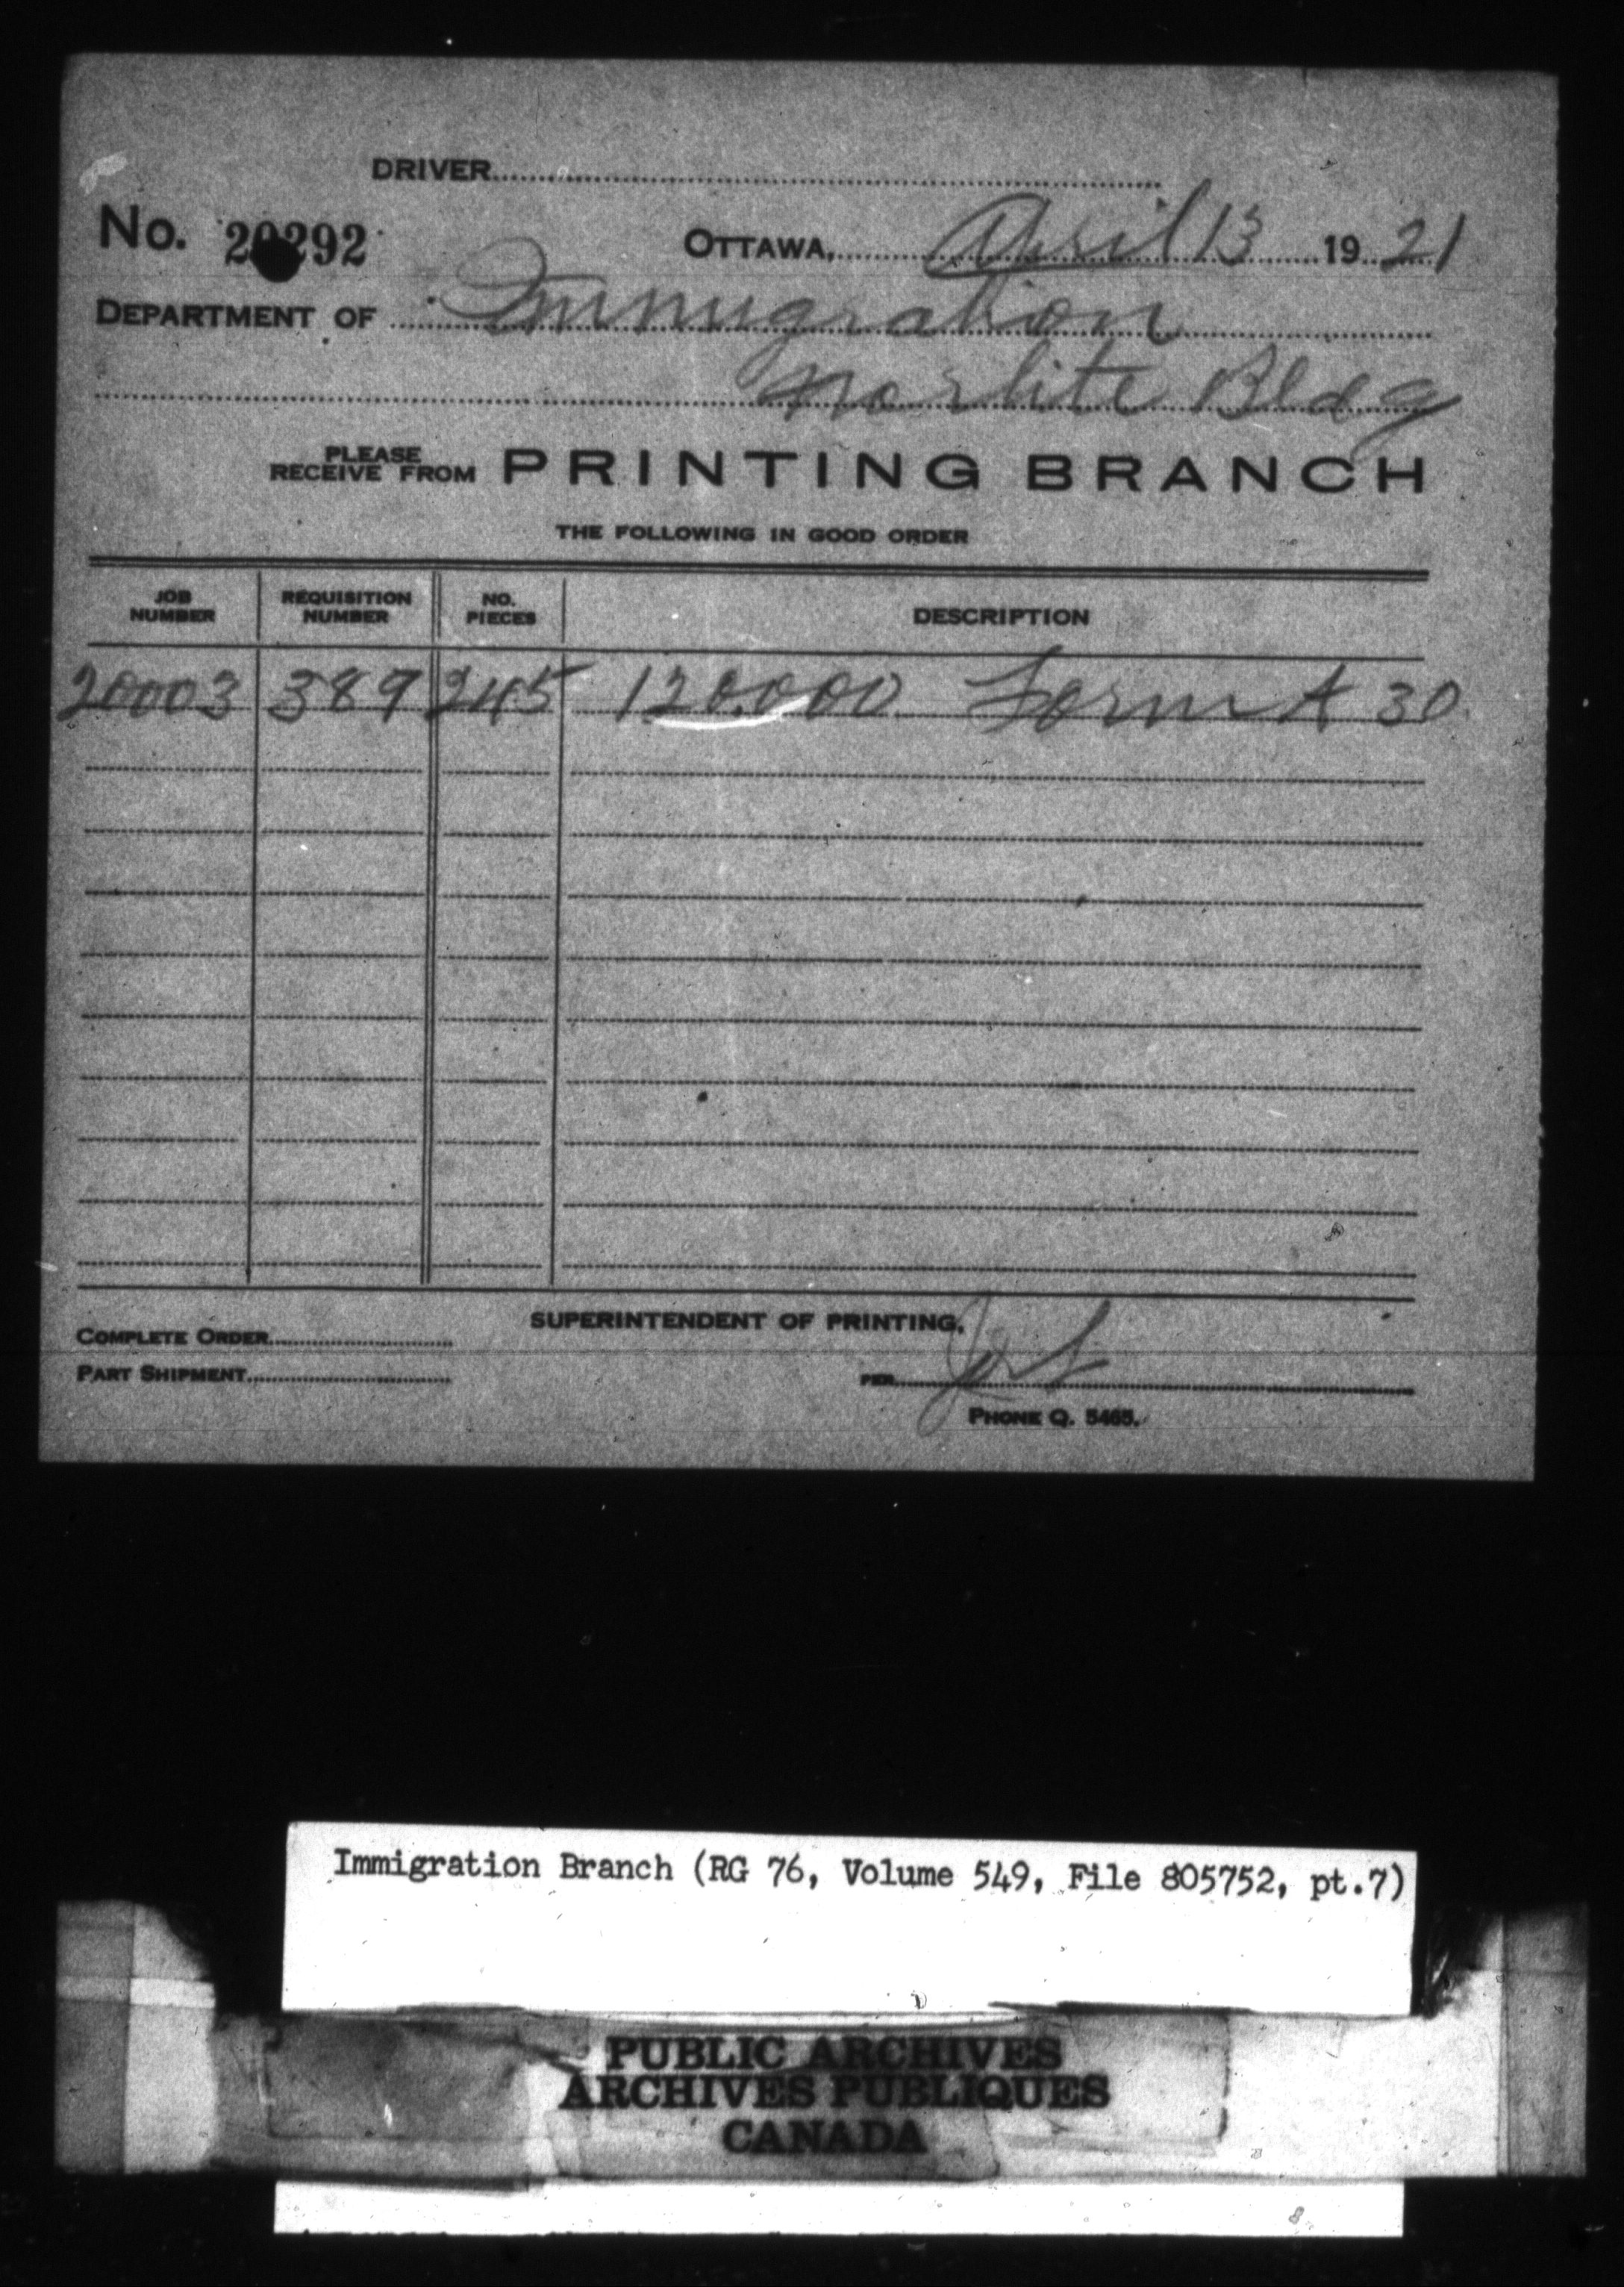 DRIVER
No. 20292 OTTAWA, April 13 1921
DEPARTMENT OF Immigration
Norlite Bldg
PLEASE RECEIVE FROM PRINTING BRANCH
THE FOLLOWING IN GOOD ORDER
JOB NUMBER REQUISITION NUMBER NO. PIECES DESCRIPTION
20003 389 245 120.000 Form A 30
SUPERINTENDENT OF PRINTING,
COMPLETE ORDER
PART SHIPMENT PER
PHONE Q. 5465.
Immigration Branch (RG 76, Volume 549, File 805752, pt.7)
PUBLIC ARCHIVES
ARCHIVES PUBLIQUES
CANADA